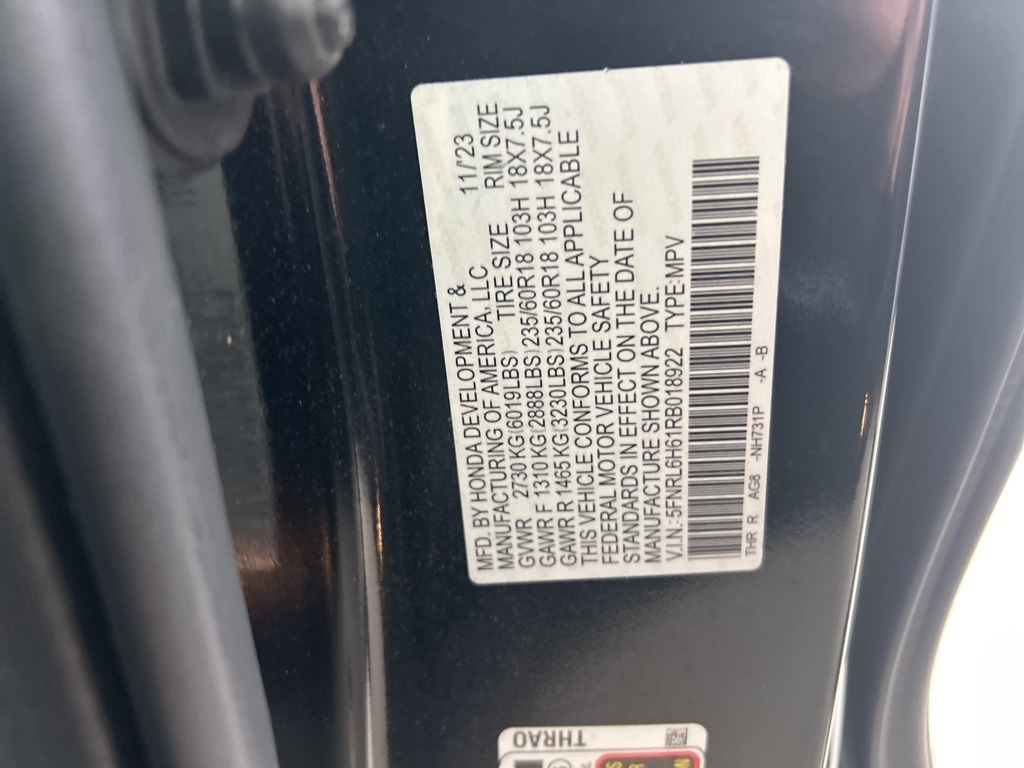 MFD. BY HONDA DEVELOPMENT &
MANUFACTURING OF AMERICA, LLC 11/23
GVWR 2730 KG(6019LBS) TIRE SIZE RIM SIZE
GAWR F 1310 KG(2888LBS) 235/60R18 103H 18X7.5J
GAWR R 1465 KG(3230LBS) 235/60R18 103H 18X7.5J
THIS VEHICLE CONFORMS TO ALL APPLICABLE
FEDERAL MOTOR VEHICLE SAFETY
STANDARDS IN EFFECT ON THE DATE OF
MANUFACTURE SHOWN ABOVE.
V.I.N.:5FNRL6H61RB018922 TYPE:MPV
THR R AG8 -NH731P -A -B
THRA0